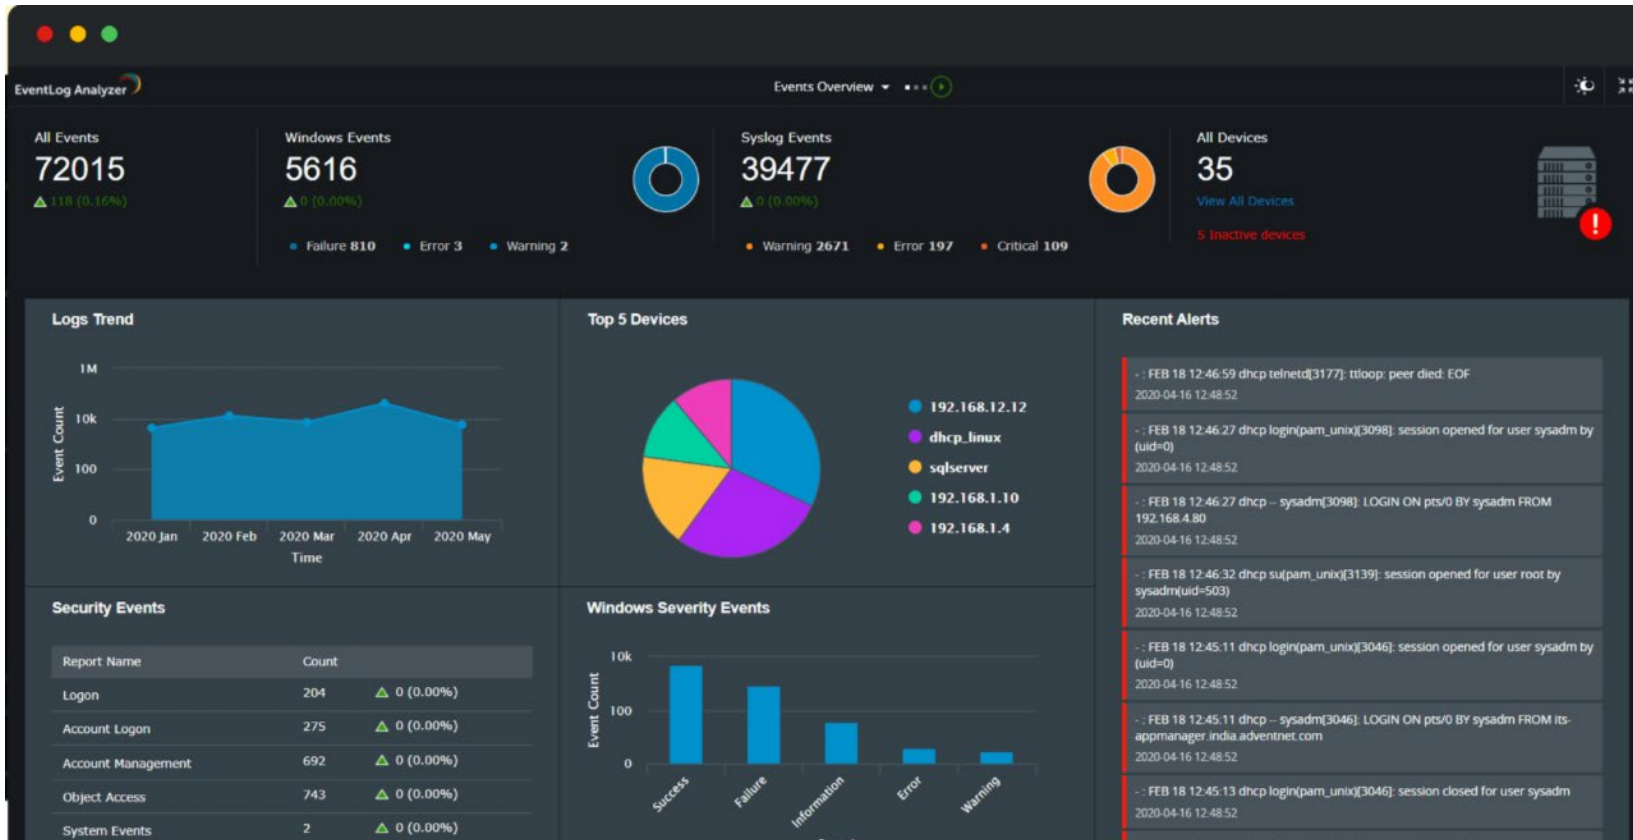 EventLog Analyzer
Events Overview
All Events
72015
118 (0.16%)
Windows Events
5616
0 (0.00%)
Failure 810
Error 3
Warning 2
Syslog Events
39477
0 (0.00%)
Warning 2671
Error 197
Critical 109
All Devices
35
View All Devices
5 Inactive devices
Logs Trend
1M
10k
100
0
Event Count
2020 Jan
2020 Feb
2020 Mar
2020 Apr
2020 May
Time
Top 5 Devices
192.168.12.12
dhcp_linux
sqlserver
192.168.1.10
192.168.1.4
Recent Alerts
- : FEB 18 12:46:59 dhcp telnetd[3177]: ttloop: peer died: EOF
2020-04-16 12:48:52
- : FEB 18 12:46:27 dhcp login(pam_unix)[3098]: session opened for user sysadm by
(uid=0)
2020-04-16 12:48:52
- : FEB 18 12:46:27 dhcp -- sysadm[3098]: LOGIN ON pts/0 BY sysadm FROM
192.168.4.80
2020-04-16 12:48:52
- : FEB 18 12:46:32 dhcp su(pam_unix)[3139]: session opened for user root by
sysadm(uid=503)
2020-04-16 12:48:52
- : FEB 18 12:45:11 dhcp login(pam_unix)[3046]: session opened for user sysadm by
(uid=0)
2020-04-16 12:48:52
- : FEB 18 12:45:11 dhcp -- sysadm[3046]: LOGIN ON pts/0 BY sysadm FROM its-
appmanager.india.adventnet.com
2020-04-16 12:48:52
- : FEB 18 12:45:13 dhcp login(pam_unix)[3046]: session closed for user sysadm
Security Events
Report Name Count
Logon 204 0 (0.00%)
Account Logon 275 0 (0.00%)
Account Management 692 0 (0.00%)
Object Access 743 0 (0.00%)
System Events 2 0 (0.00%)
Windows Severity Events
10k
100
0
Event Count
Success
Failure
Information
Error
Warning